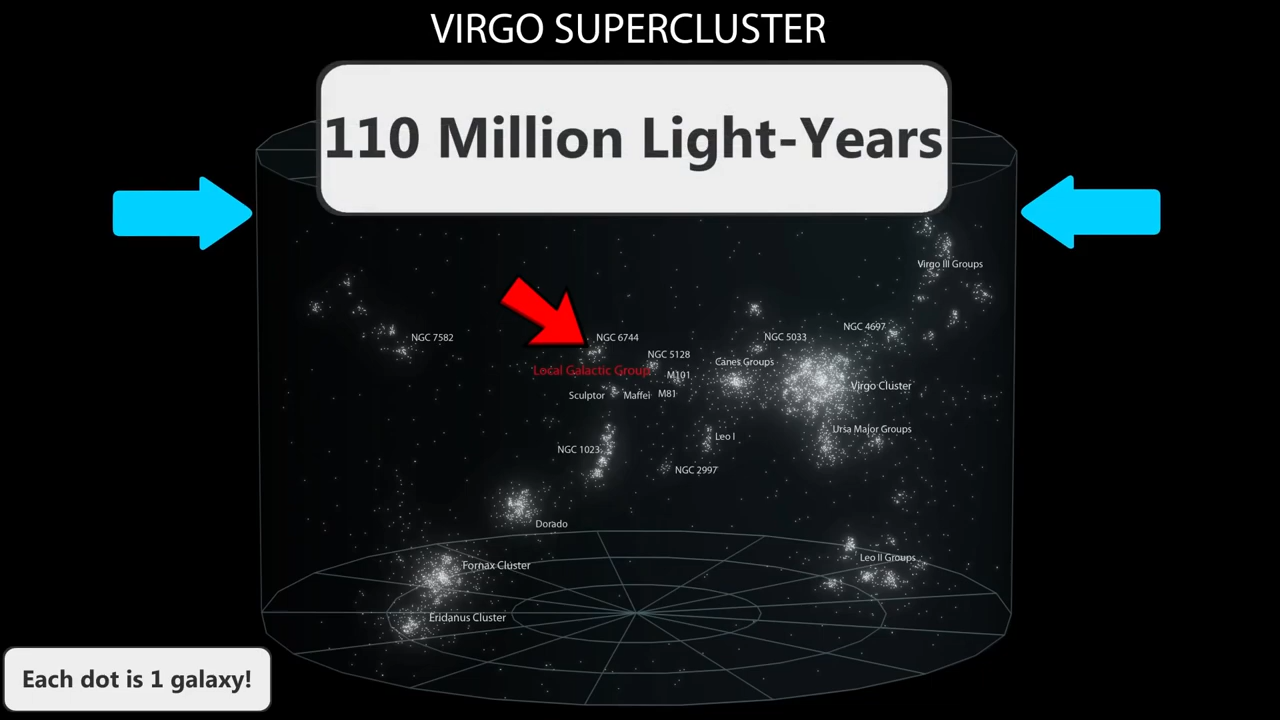 VIRGO SUPERCLUSTER
110 Million Light-Years
Virgo III Groups
NGC 7582
NGC 6744
NGC 5033
NGC 4697
NGC 5128
Canes Groups
Local Galactic Group
M101
Virgo Cluster
Sculptor
Maffei
M81
Ursa Major Groups
Leo I
NGC 1023
NGC 2997
Dorado
Leo II Groups
Fornax Cluster
Eridanus Cluster
Each dot is 1 galaxy!